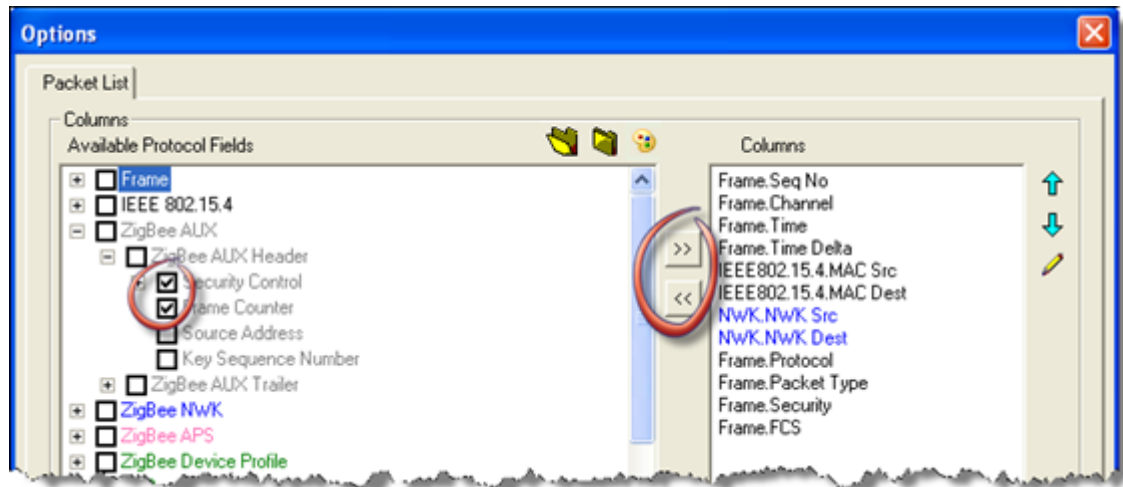 Options
Packet List
Columns
Available Protocol Fields
Frame
IEEE 802.15.4
ZigBee AUX
ZigBee AUX Header
Security Control
Frame Counter
Source Address
Key Sequence Number
ZigBee AUX Trailer
ZigBee NWK
ZigBee APS
ZigBee Device Profile
>>
<<
Columns
Frame.Seq No
Frame.Channel
Frame.Time
Frame.Time Delta
IEEE802.15.4.MAC Src
IEEE802.15.4.MAC Dest
NWK.NWK Src
NWK.NWK Dest
Frame.Protocol
Frame.Packet Type
Frame.Security
Frame.FCS